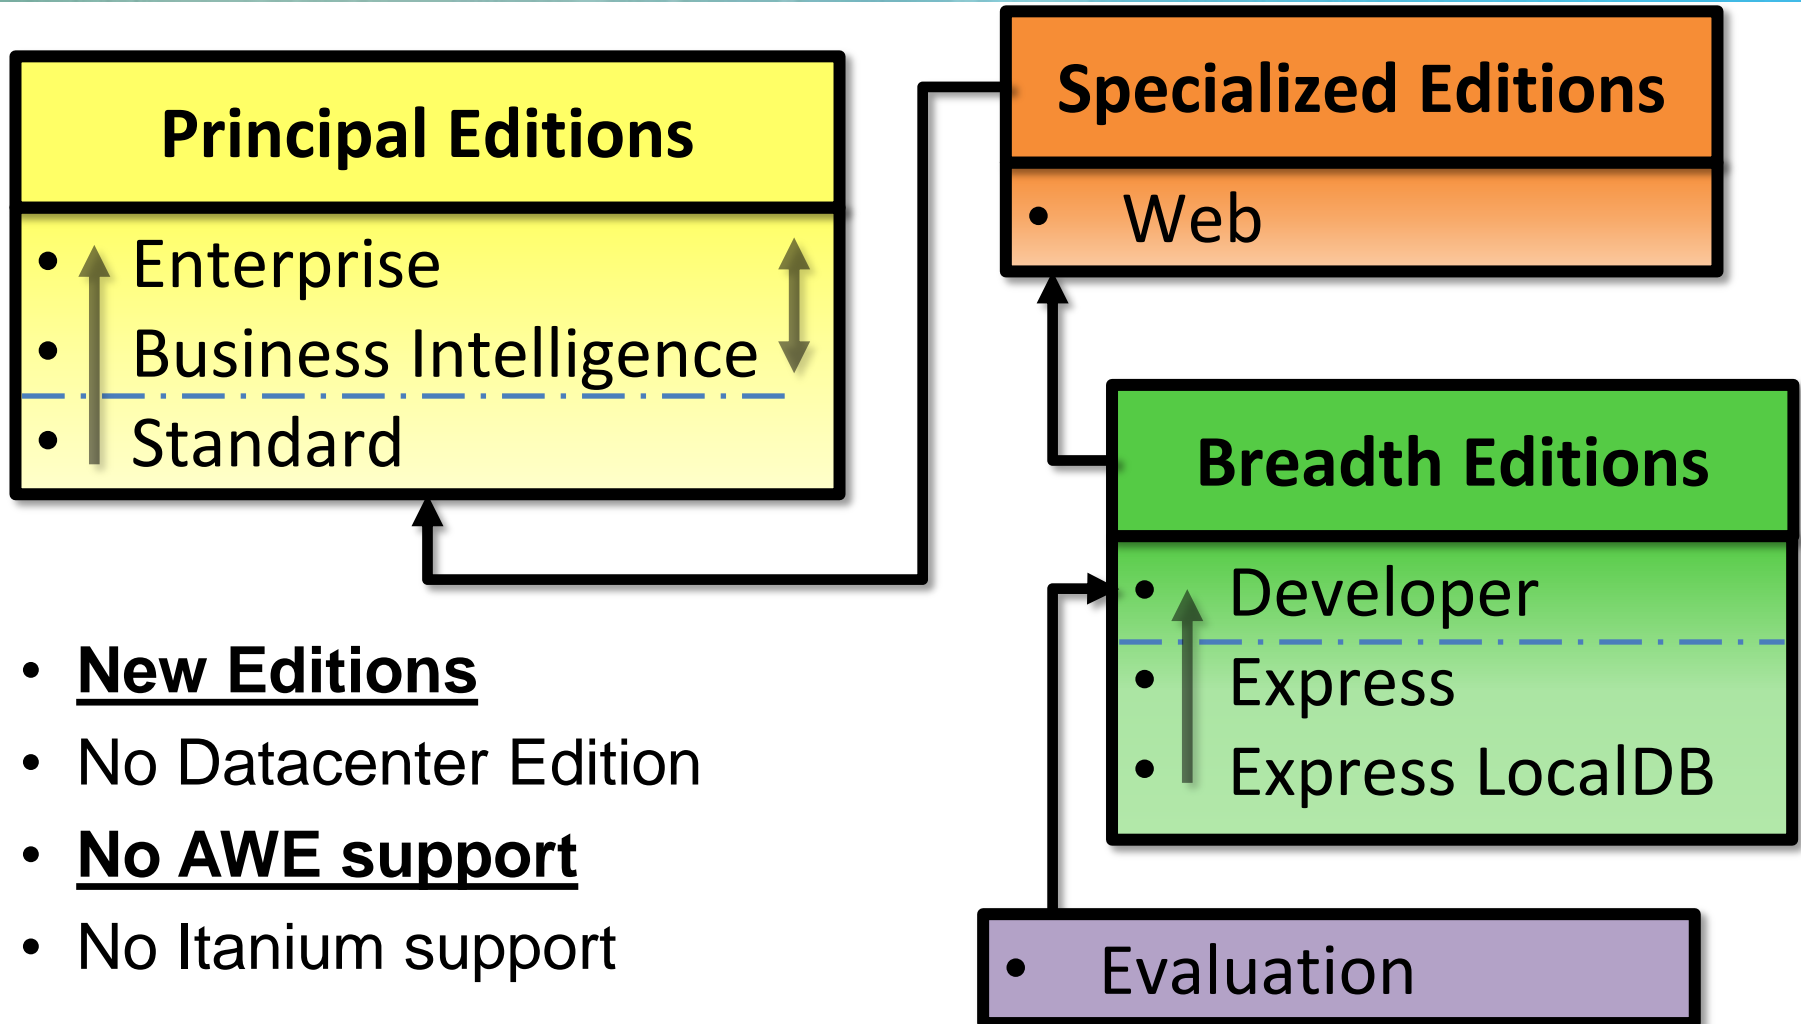 Principal Editions
• Enterprise
• Business Intelligence
• Standard
Specialized Editions
• Web
Breadth Editions
• Developer
• Express
• Express LocalDB
• Evaluation
• New Editions
• No Datacenter Edition
• No AWE support
• No Itanium support